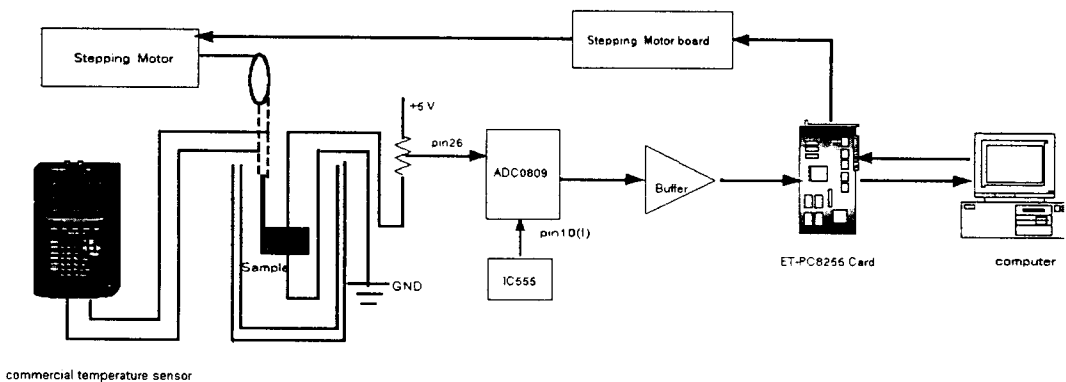 Stepping Motor
Stepping Motor board
+5 V
pin26
ADC0809
Buffer
pin10(I)
Sample
IC555
GND
ET-PC8255 Card
computer
commercial temperature sensor